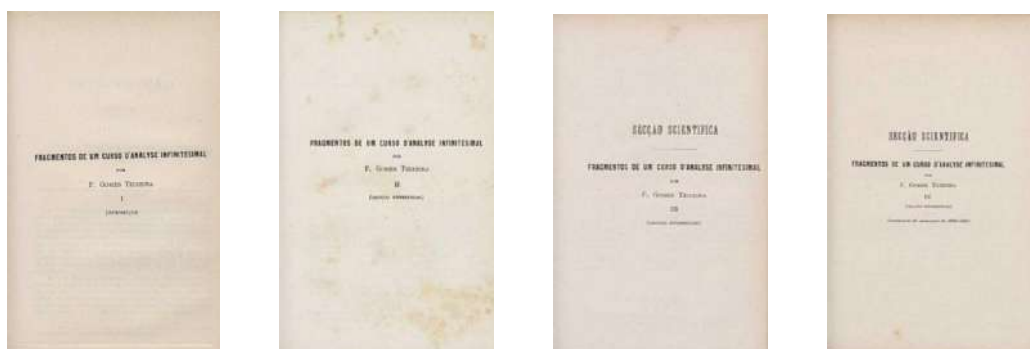 FRAGMENTOS DE UM CURSO D'ANALYSE INFINITESIMAL
POR
F. GOMES TEIXEIRA
I
FRAGMENTOS DE UM CURSO D'ANALYSE INFINITESIMAL
POR
F. GOMES TEIXEIRA
II
SECÇÃO SCIENTIFICA
FRAGMENTOS DE UM CURSO D'ANALYSE INFINITESIMAL
POR
F. GOMES TEIXEIRA
III
SECÇÃO SCIENTIFICA
FRAGMENTOS DE UM CURSO D'ANALYSE INFINITESIMAL
POR
F. GOMES TEIXEIRA